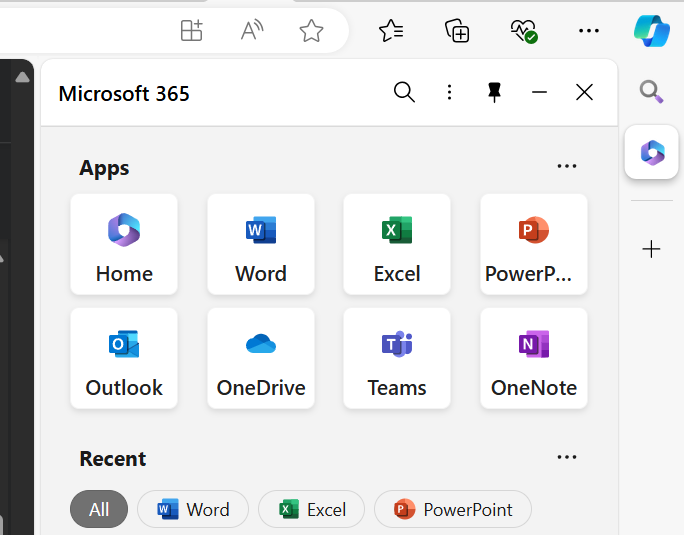 Microsoft 365
Apps
Home Word Excel PowerP...
Outlook OneDrive Teams OneNote
Recent
All Word Excel PowerPoint